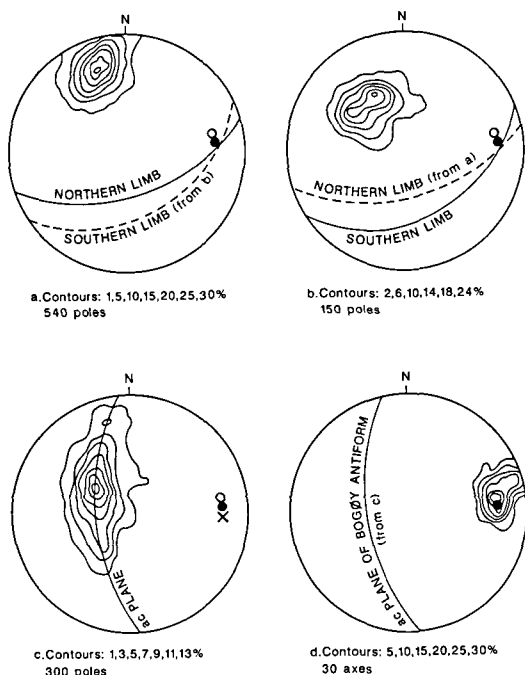 N
NORTHERN LIMB
SOUTHERN LIMB (from b)
a.Contours: 1,5,10,15,20,25,30%
540 poles
N
NORTHERN LIMB (from a)
SOUTHERN LIMB
b.Contours: 2,6,10,14,18,24%
150 poles
N
ac PLANE
c.Contours: 1,3,5,7,9,11,13%
300 poles
N
ac PLANE OF BOGØY ANTIFORM
(from c)
d.Contours: 5,10,15,20,25,30%
30 axes